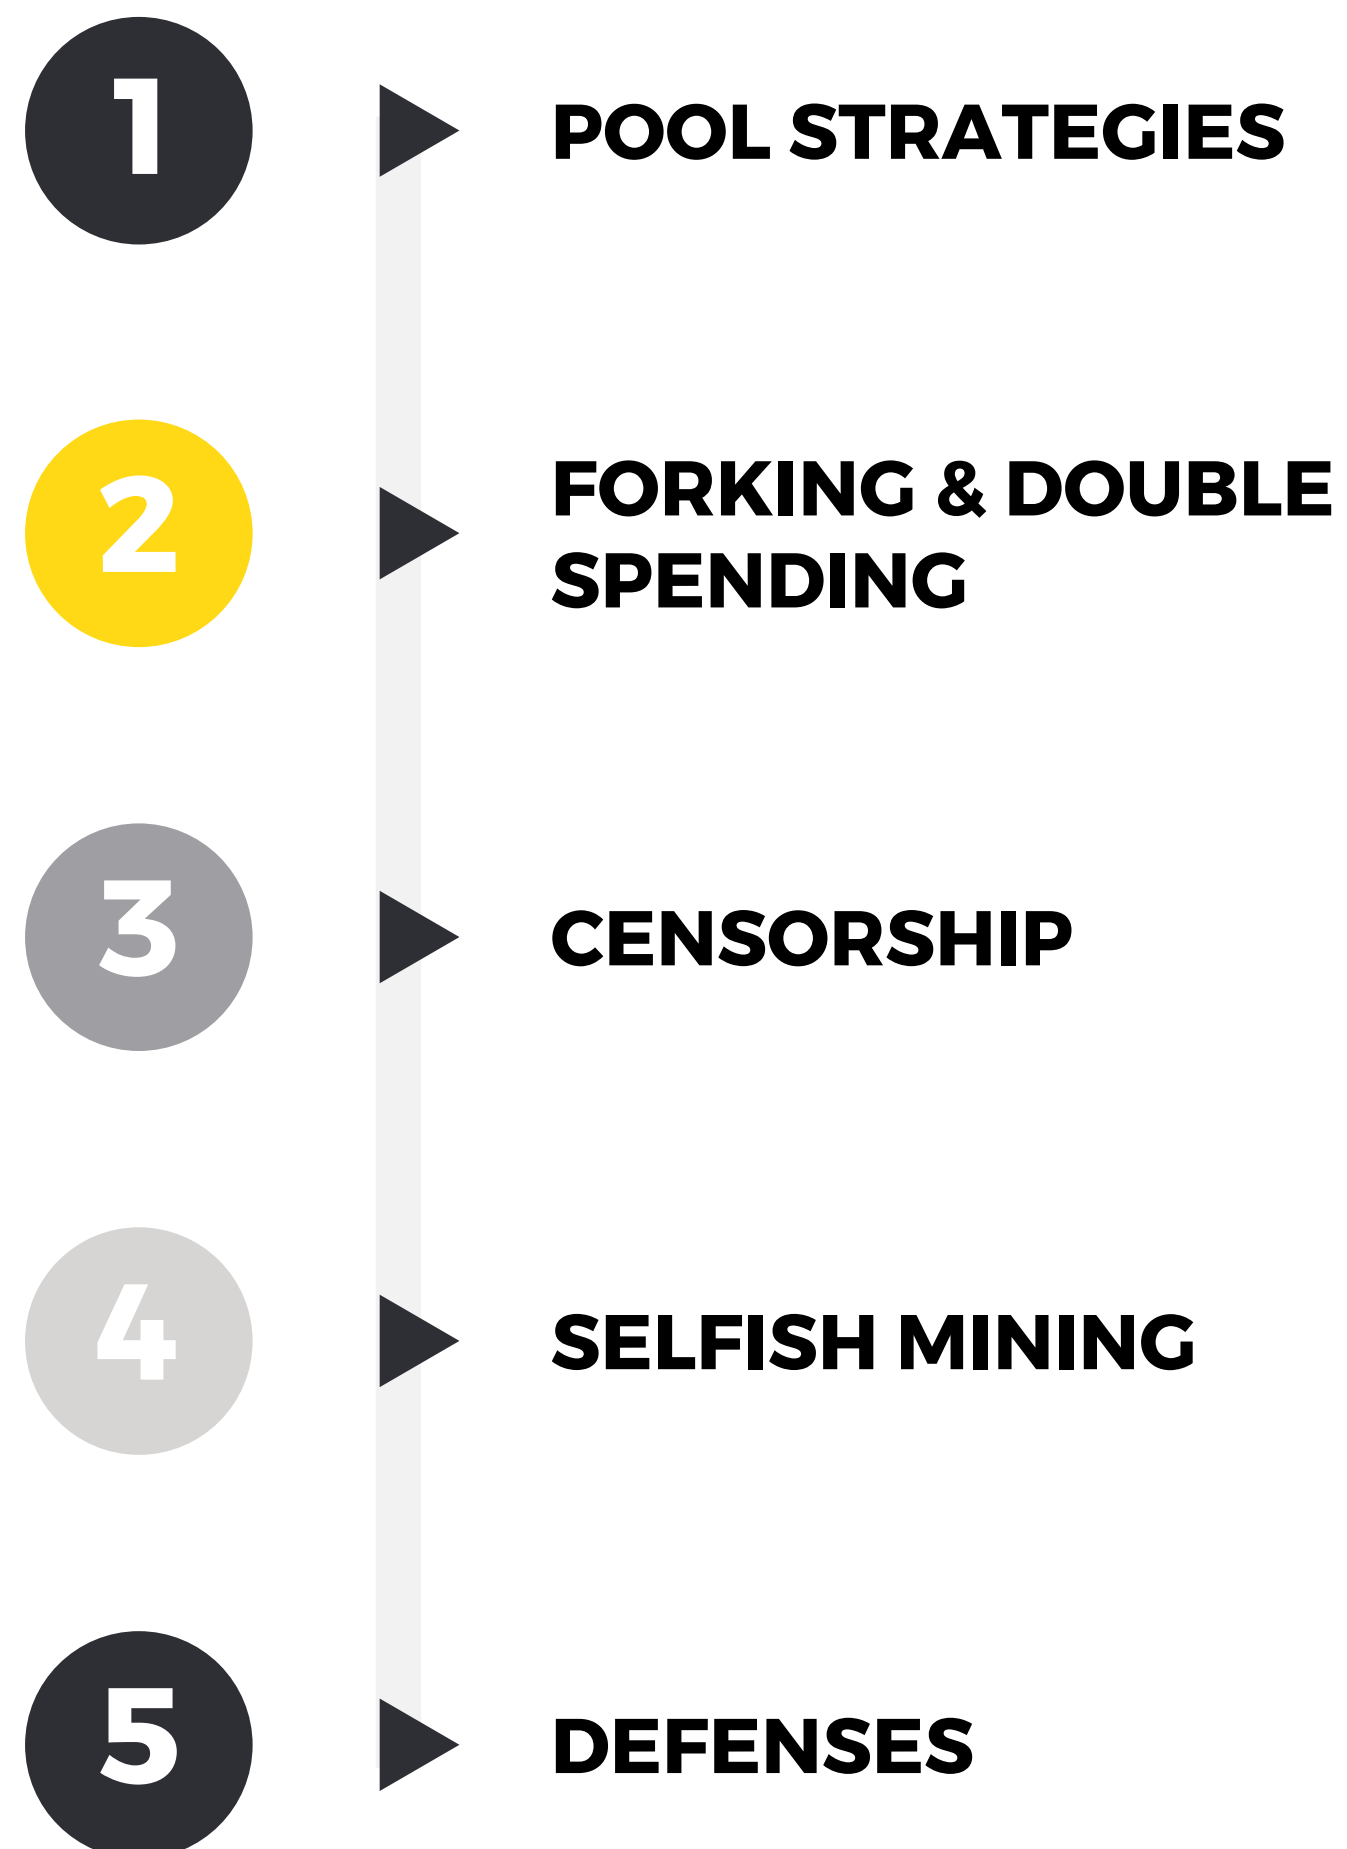 1
POOL STRATEGIES
2
FORKING & DOUBLE
SPENDING
3
CENSORSHIP
4
SELFISH MINING
5
DEFENSES